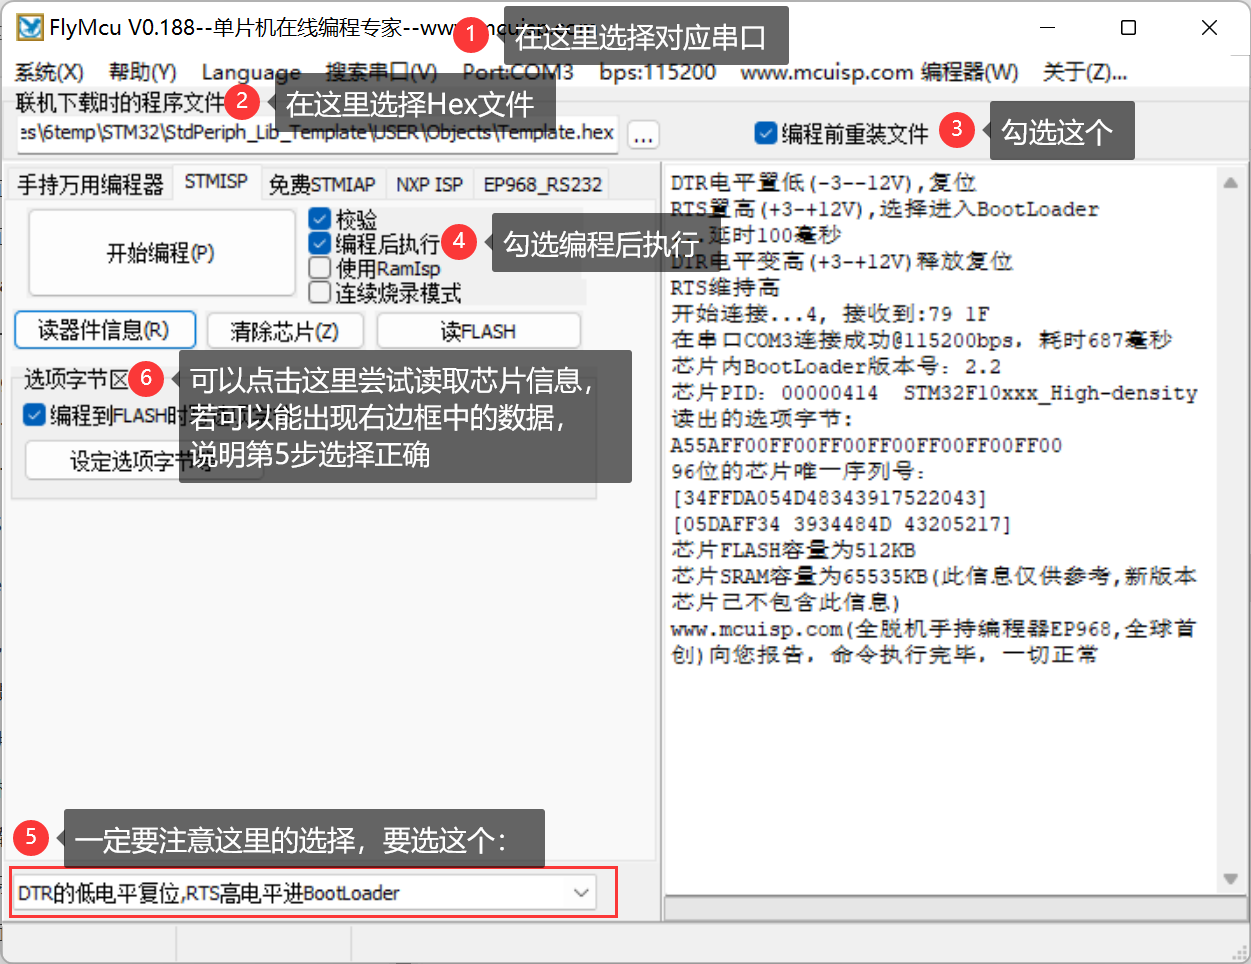 FlyMcu V0.188--单片机在线编程专家--www.mcuisp.com
1 在这里选择对应串口
系统(X) 帮助(Y) Language 搜索串口(V) Port:COM3 bps:115200 www.mcuisp.com 编程器(W) 关于(Z)...
联机下载时的程序文件
2 在这里选择Hex文件
es\6temp\STM32\StdPeriph_Lib_Template\USER\Objects\Template.hex ...
编程前重装文件
3 勾选这个
手持万用编程器 STMISP 免费STMIAP NXP ISP EP968_RS232
开始编程(P)
校验
编程后执行
4 勾选编程后执行
使用RamIsp
连续烧录模式
读器件信息(R) 清除芯片(Z) 读FLASH
选项字节区
6 可以点击这里尝试读取芯片信息，
若可以能出现右边框中的数据，
说明第5步选择正确
编程到FLASH时
设定选项字节等
5 一定要注意这里的选择，要选这个：
DTR的低电平复位,RTS高电平进BootLoader
DTR电平置低(-3--12V),复位
RTS置高(+3-+12V),选择进入BootLoader
...延时100毫秒
DTR电平变高(+3-+12V)释放复位
RTS维持高
开始连接...4, 接收到:79 1F
在串口COM3连接成功@115200bps，耗时687毫秒
芯片内BootLoader版本号：2.2
芯片PID：00000414 STM32F10xxx_High-density
读出的选项字节：
A55AFF00FF00FF00FF00FF00FF00FF00
96位的芯片唯一序列号：
[34FFDA054D48343917522043]
[05DAFF34 3934484D 43205217]
芯片FLASH容量为512KB
芯片SRAM容量为65535KB(此信息仅供参考,新版本
芯片已不包含此信息)
www.mcuisp.com(全脱机手持编程器EP968,全球首
创)向您报告，命令执行完毕，一切正常